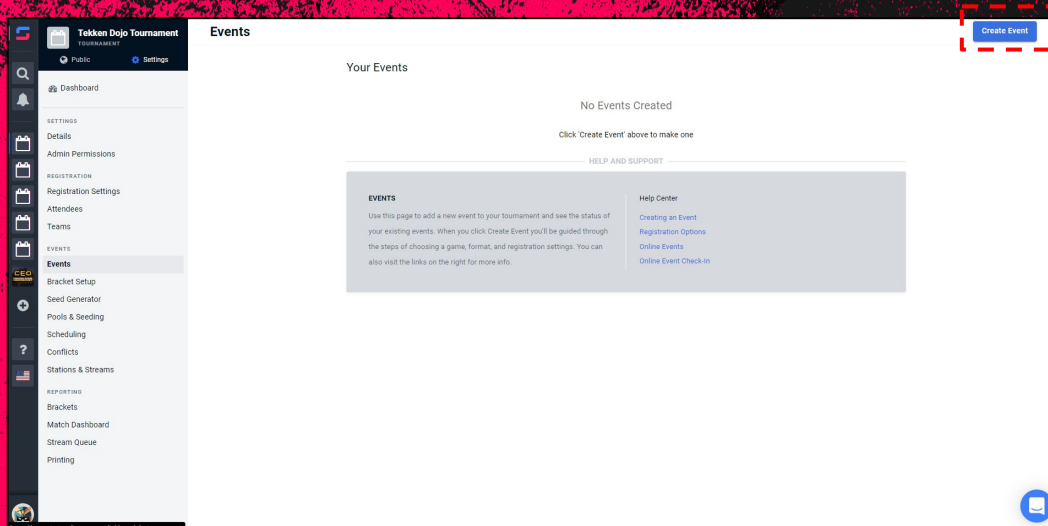 Tekken Dojo Tournament
TOURNAMENT
Public
Settings
Dashboard
SETTINGS
Details
Admin Permissions
REGISTRATION
Registration Settings
Attendees
Teams
EVENTS
Events
Bracket Setup
Seed Generator
Pools & Seeding
Scheduling
Conflicts
Stations & Streams
REPORTING
Brackets
Match Dashboard
Stream Queue
Printing
CEO
?
Events
Create Event
Your Events
No Events Created
Click 'Create Event' above to make one
HELP AND SUPPORT
EVENTS
Use this page to add a new event to your tournament and see the status of
your existing events. When you click Create Event you'll be guided through
the steps of choosing a game, format, and registration settings. You can
also visit the links on the right for more info.
Help Center
Creating an Event
Registration Options
Online Events
Online Event Check-In